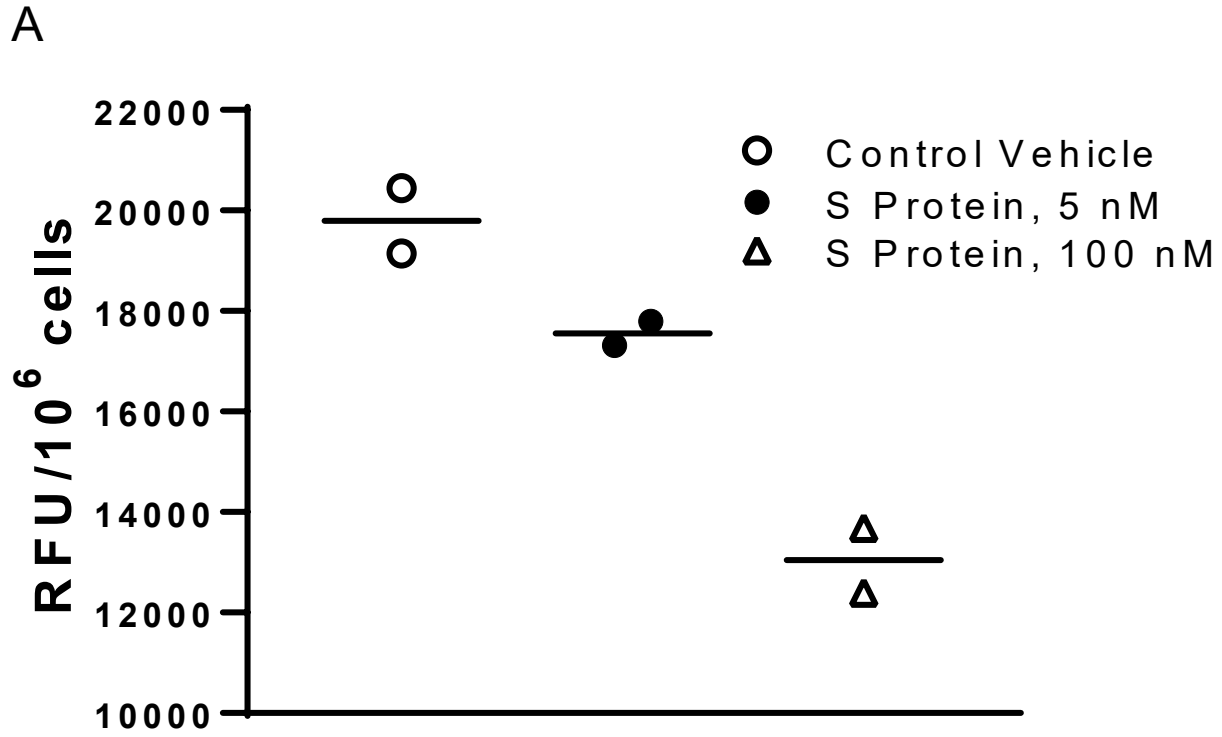 A
22000
20000
18000
16000
14000
12000
10000
RFU/10⁶ cells
Control Vehicle
S Protein, 5 nM
S Protein, 100 nM